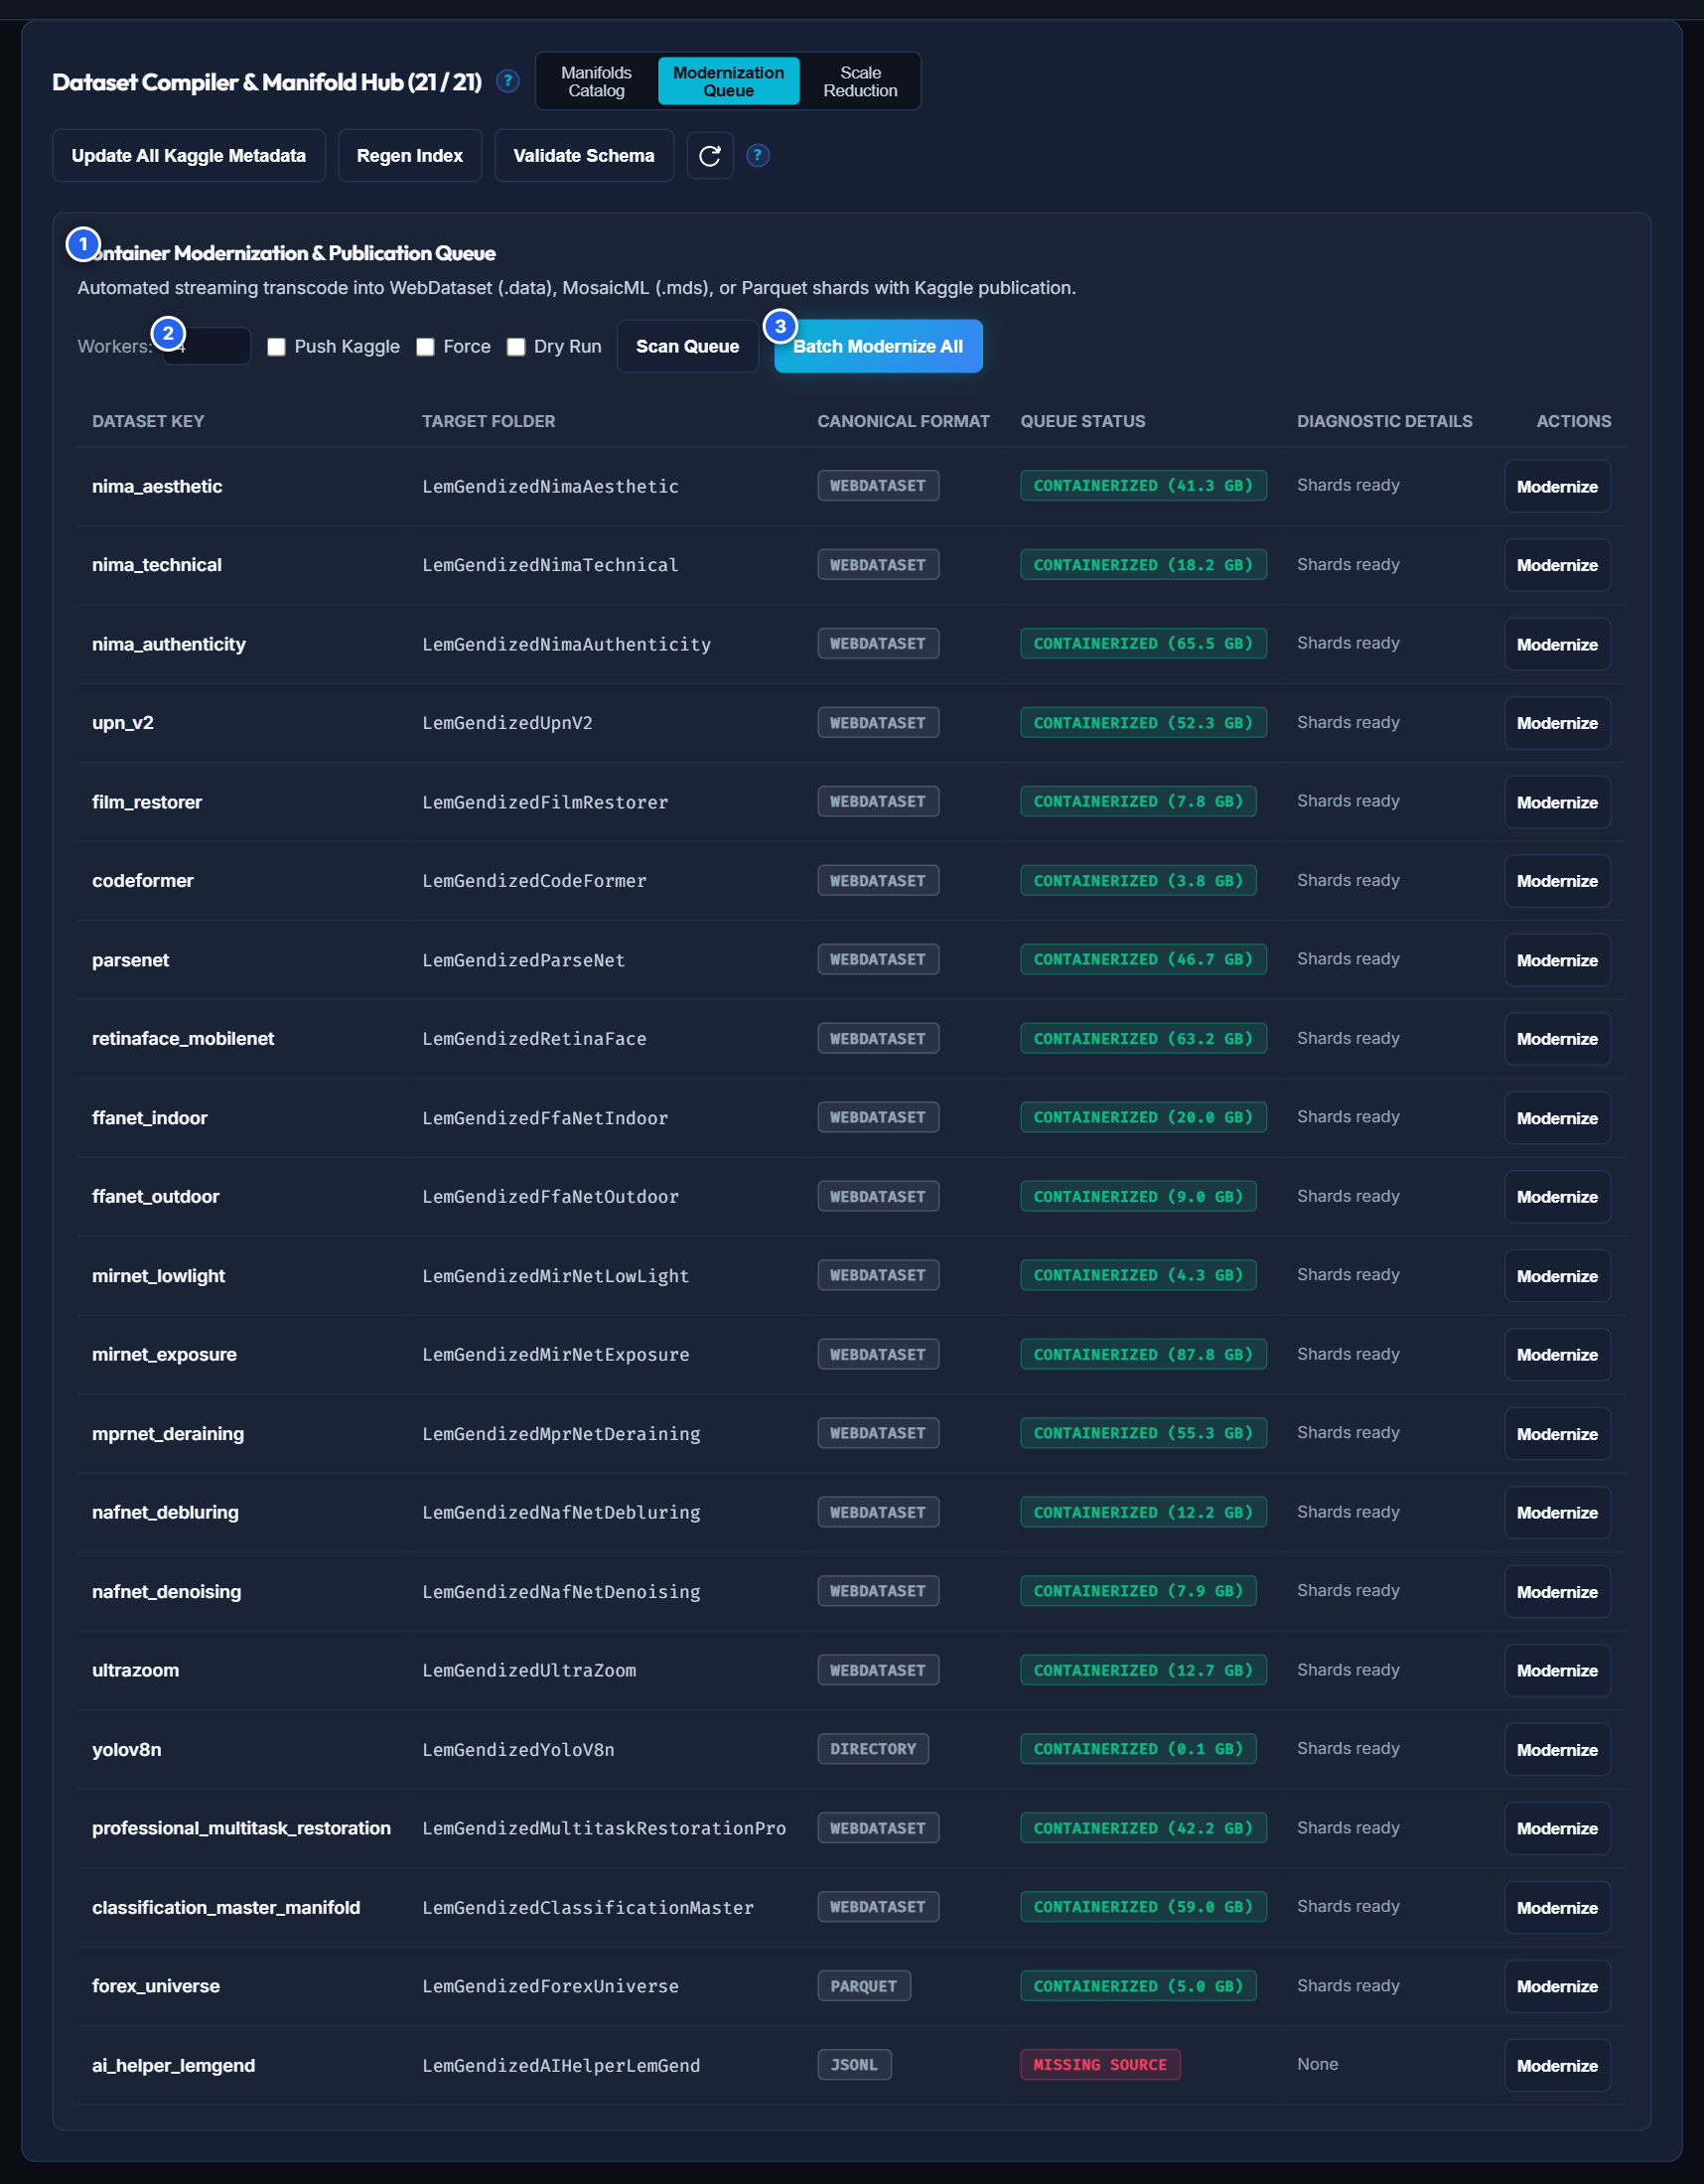 Dataset Compiler & Manifold Hub (21 / 21) ? Manifolds Catalog Modernization Queue Scale Reduction
Update All Kaggle Metadata Regen Index Validate Schema ?
1 ontainer Modernization & Publication Queue
Automated streaming transcode into WebDataset (.data), MosaicML (.mds), or Parquet shards with Kaggle publication.
Workers: 2 4 Push Kaggle Force Dry Run Scan Queue 3 Batch Modernize All
DATASET KEY TARGET FOLDER CANONICAL FORMAT QUEUE STATUS DIAGNOSTIC DETAILS ACTIONS
nima_aesthetic LemGendizedNimaAesthetic WEBDATASET CONTAINERIZED (41.3 GB) Shards ready Modernize
nima_technical LemGendizedNimaTechnical WEBDATASET CONTAINERIZED (18.2 GB) Shards ready Modernize
nima_authenticity LemGendizedNimaAuthenticity WEBDATASET CONTAINERIZED (65.5 GB) Shards ready Modernize
upn_v2 LemGendizedUpnV2 WEBDATASET CONTAINERIZED (52.3 GB) Shards ready Modernize
film_restorer LemGendizedFilmRestorer WEBDATASET CONTAINERIZED (7.8 GB) Shards ready Modernize
codeformer LemGendizedCodeFormer WEBDATASET CONTAINERIZED (3.8 GB) Shards ready Modernize
parsenet LemGendizedParseNet WEBDATASET CONTAINERIZED (46.7 GB) Shards ready Modernize
retinaface_mobilenet LemGendizedRetinaFace WEBDATASET CONTAINERIZED (63.2 GB) Shards ready Modernize
ffanet_indoor LemGendizedFfaNetIndoor WEBDATASET CONTAINERIZED (20.0 GB) Shards ready Modernize
ffanet_outdoor LemGendizedFfaNetOutdoor WEBDATASET CONTAINERIZED (9.0 GB) Shards ready Modernize
mirnet_lowlight LemGendizedMirNetLowLight WEBDATASET CONTAINERIZED (4.3 GB) Shards ready Modernize
mirnet_exposure LemGendizedMirNetExposure WEBDATASET CONTAINERIZED (87.8 GB) Shards ready Modernize
mprnet_deraining LemGendizedMprNetDeraining WEBDATASET CONTAINERIZED (55.3 GB) Shards ready Modernize
nafnet_debluring LemGendizedNafNetDebluring WEBDATASET CONTAINERIZED (12.2 GB) Shards ready Modernize
nafnet_denoising LemGendizedNafNetDenoising WEBDATASET CONTAINERIZED (7.9 GB) Shards ready Modernize
ultrazoom LemGendizedUltraZoom WEBDATASET CONTAINERIZED (12.7 GB) Shards ready Modernize
yolov8n LemGendizedYoloV8n DIRECTORY CONTAINERIZED (0.1 GB) Shards ready Modernize
professional_multitask_restoration LemGendizedMultitaskRestorationPro WEBDATASET CONTAINERIZED (42.2 GB) Shards ready Modernize
classification_master_manifold LemGendizedClassificationMaster WEBDATASET CONTAINERIZED (59.0 GB) Shards ready Modernize
forex_universe LemGendizedForexUniverse PARQUET CONTAINERIZED (5.0 GB) Shards ready Modernize
ai_helper_lemgend LemGendizedAIHelperLemGend JSONL MISSING SOURCE None Modernize